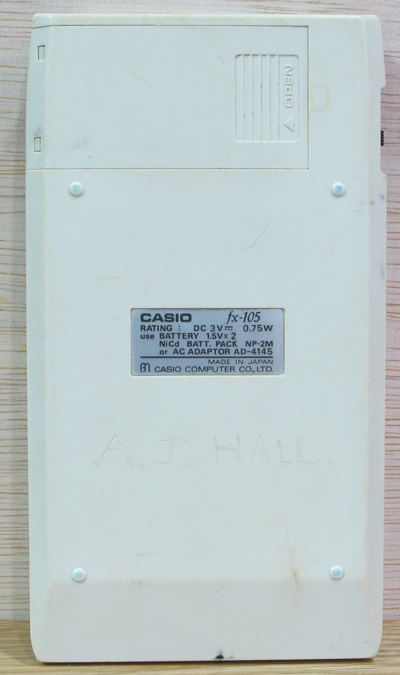 OPEN
CASIO fx-105
RATING : DC 3V⎓ 0.75W
use BATTERY 1.5V x 2
NiCd BATT. PACK NP-2M
or AC ADAPTOR AD-4145
MADE IN JAPAN
CASIO COMPUTER CO., LTD.
A. J. HALL.